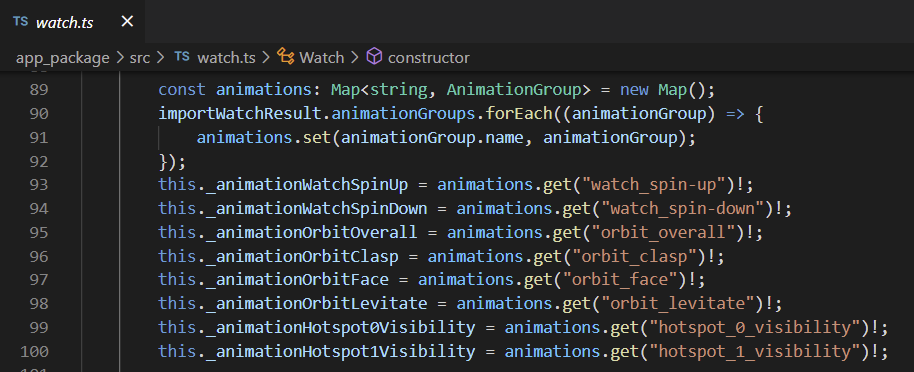 TS watch.ts ×
app_package > src > TS watch.ts > Watch > constructor
89 const animations: Map<string, AnimationGroup> = new Map();
90 importWatchResult.animationGroups.forEach((animationGroup) => {
91 animations.set(animationGroup.name, animationGroup);
92 });
93 this._animationWatchSpinUp = animations.get("watch_spin-up")!;
94 this._animationWatchSpinDown = animations.get("watch_spin-down")!;
95 this._animationOrbitOverall = animations.get("orbit_overall")!;
96 this._animationOrbitClasp = animations.get("orbit_clasp")!;
97 this._animationOrbitFace = animations.get("orbit_face")!;
98 this._animationOrbitLevitate = animations.get("orbit_levitate")!;
99 this._animationHotspot0Visibility = animations.get("hotspot_0_visibility")!;
100 this._animationHotspot1Visibility = animations.get("hotspot_1_visibility")!;